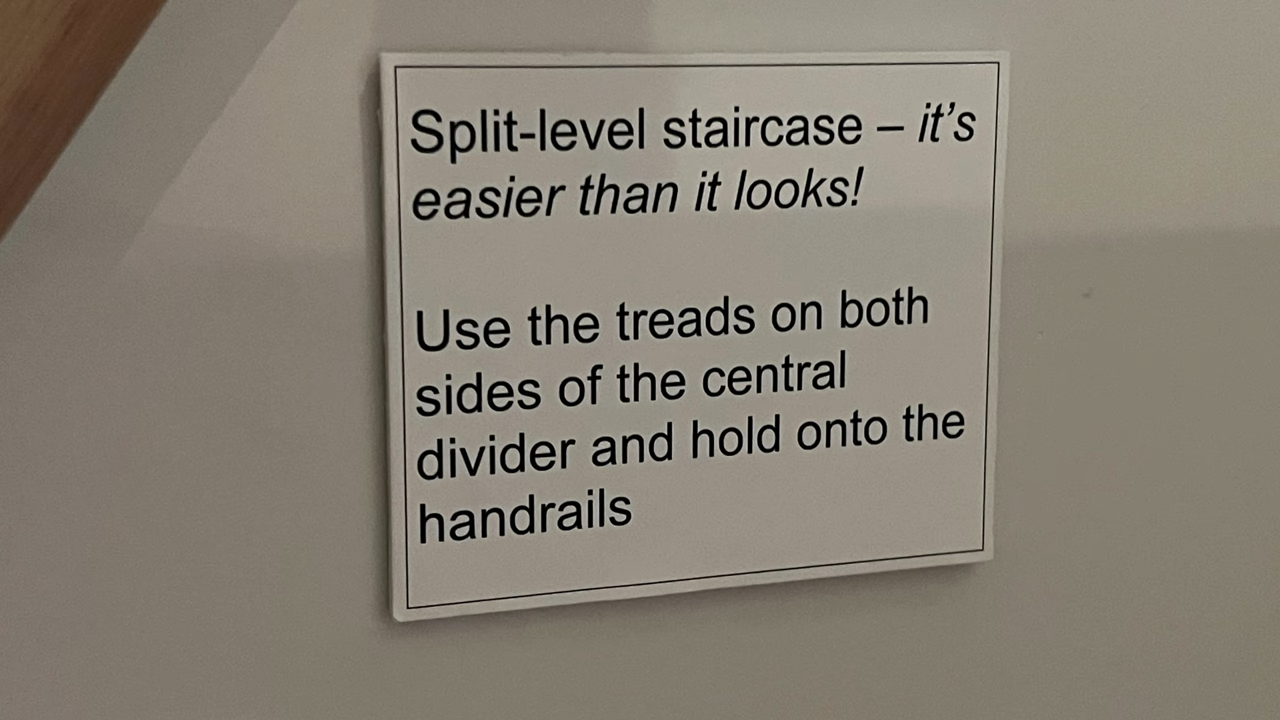 Split-level staircase – it's
easier than it looks!
Use the treads on both
sides of the central
divider and hold onto the
handrails